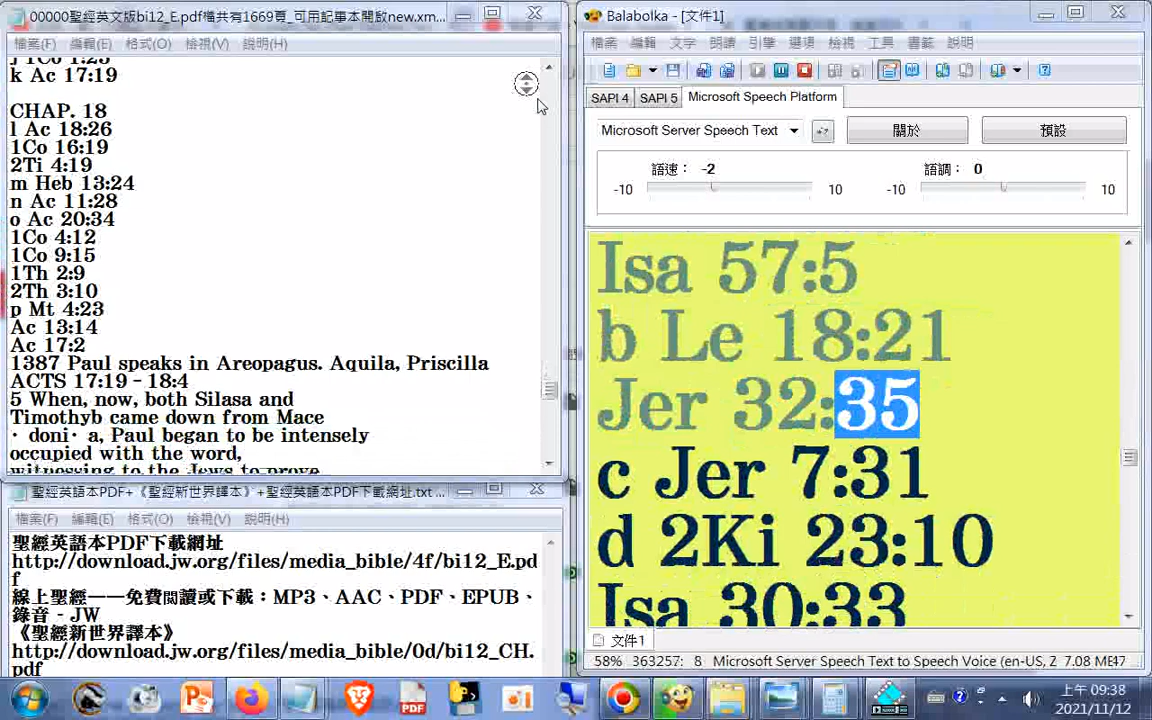 00000聖經英文版bi12_E.pdf檔共有1669頁_可用記事本開啟new.xm...
檔案(F) 編輯(E) 格式(O) 檢視(V) 說明(H)
j 1Co 1:23
k Ac 17:19
CHAP. 18
l Ac 18:26
1Co 16:19
2Ti 4:19
m Heb 13:24
n Ac 11:28
o Ac 20:34
1Co 4:12
1Co 9:15
1Th 2:9
2Th 3:10
p Mt 4:23
Ac 13:14
Ac 17:2
1387 Paul speaks in Areopagus. Aquila, Priscilla
ACTS 17:19–18:4
5 When, now, both Silasa and
Timothyb came down from Mace
· doni· a, Paul began to be intensely
occupied with the word,
witnessing to the Jews to prove
聖經英語本PDF+《聖經新世界譯本》+聖經英語本PDF下載網址.txt ...
檔案(F) 編輯(E) 格式(O) 檢視(V) 說明(H)
聖經英語本PDF下載網址
http://download.jw.org/files/media_bible/4f/bi12_E.pd
f
線上聖經——免費閱讀或下載：MP3、AAC、PDF、EPUB、
錄音 - JW
《聖經新世界譯本》
http://download.jw.org/files/media_bible/0d/bi12_CH.
pdf
Balabolka - [文件1]
檔案 編輯 文字 朗讀 引擎 選項 檢視 工具 書籤 說明
SAPI 4 SAPI 5 Microsoft Speech Platform
Microsoft Server Speech Text 關於 預設
語速： -2 語調： 0
-10 10 -10 10
Isa 57:5
b Le 18:21
Jer 32:35
c Jer 7:31
d 2Ki 23:10
Isa 30:33
文件1
58% 363257: 8 Microsoft Server Speech Text to Speech Voice (en-US, 2 7.08 ME47
上午 09:38
2021/11/12